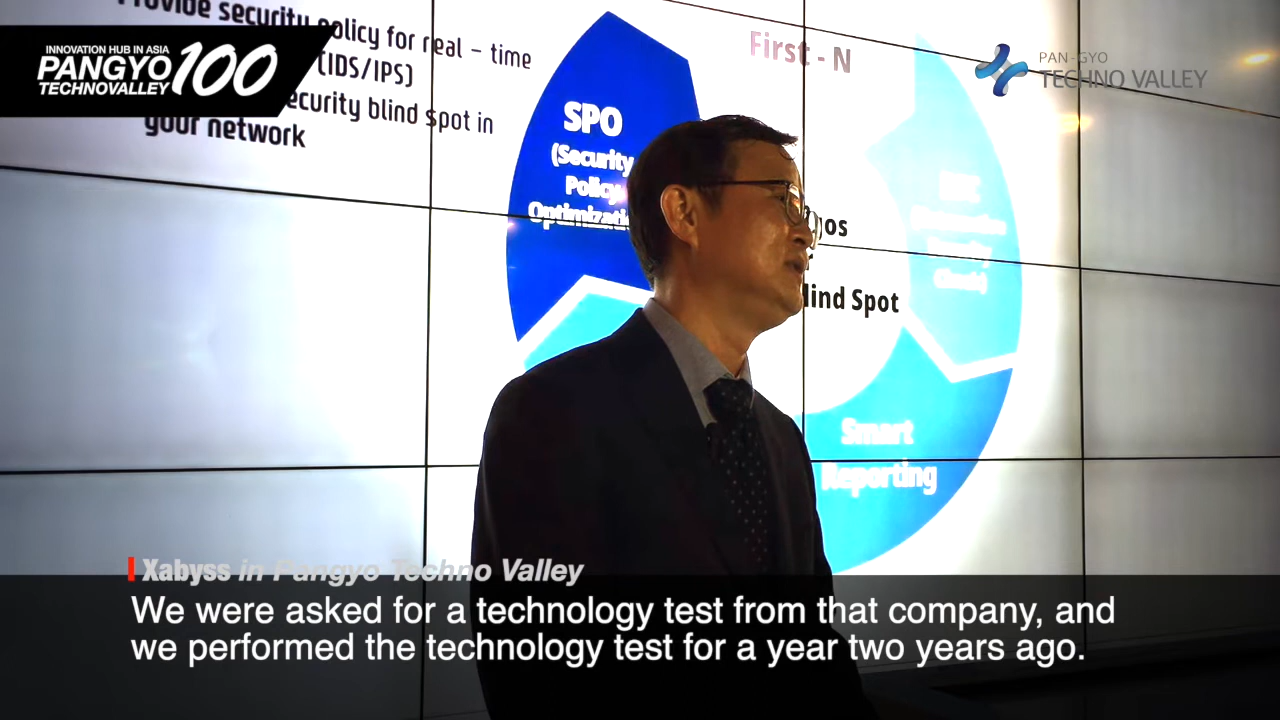 Provide security policy for real – time
(IDS/IPS)
ecurity blind spot in
your network
INNOVATION HUB IN ASIA
PANGYO
TECHNOVALLEY
100
First - N
PAN-GYO
TECHNO VALLEY
SPO
(Security
Policy
lind Spot
Smart
Reporting
Xabyss in Pangyo Techno Valley
We were asked for a technology test from that company, and
we performed the technology test for a year two years ago.